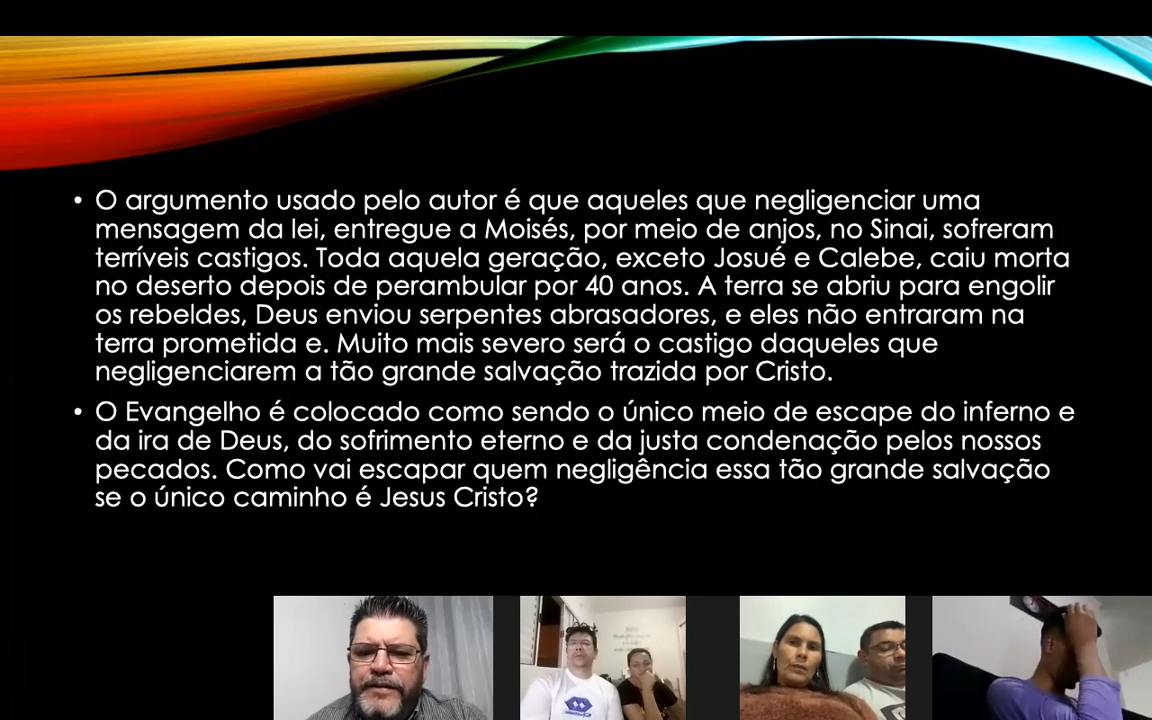 • O argumento usado pelo autor é que aqueles que negligenciar uma
mensagem da lei, entregue a Moisés, por meio de anjos, no Sinai, sofreram
terríveis castigos. Toda aquela geração, exceto Josué e Calebe, caiu morta
no deserto depois de perambular por 40 anos. A terra se abriu para engolir
os rebeldes, Deus enviou serpentes abrasadores, e eles não entraram na
terra prometida e. Muito mais severo será o castigo daqueles que
negligenciarem a tão grande salvação trazida por Cristo.
• O Evangelho é colocado como sendo o único meio de escape do inferno e
da ira de Deus, do sofrimento eterno e da justa condenação pelos nossos
pecados. Como vai escapar quem negligência essa tão grande salvação
se o único caminho é Jesus Cristo?